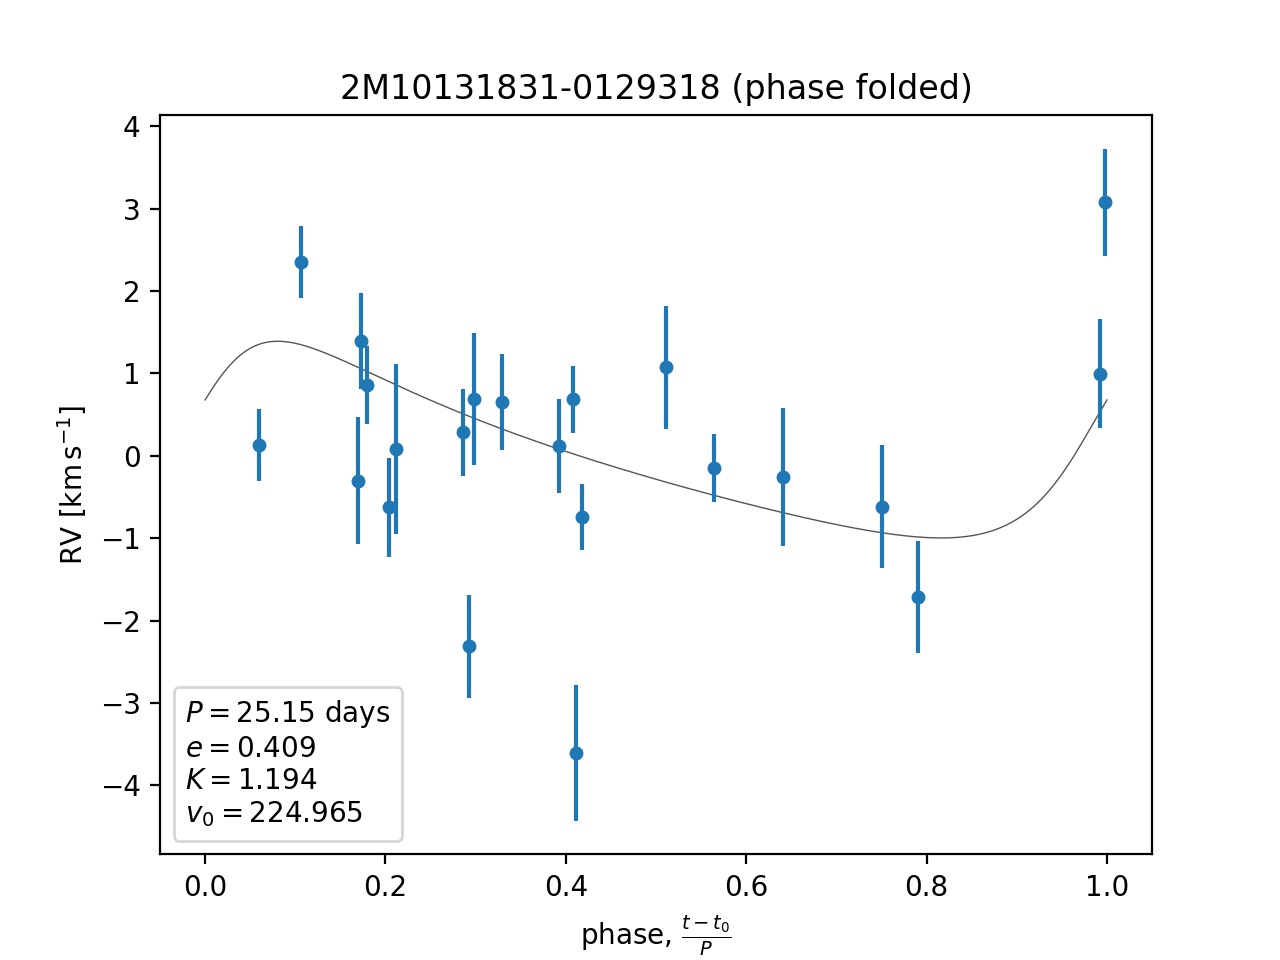 2M10131831-0129318 (phase folded)
4
3
2
1
0
−1
−2
−3
−4
RV [km s⁻¹]
P = 25.15 days
e = 0.409
K = 1.194
v₀ = 224.965
0.0 0.2 0.4 0.6 0.8 1.0
phase, (t − t₀)/P